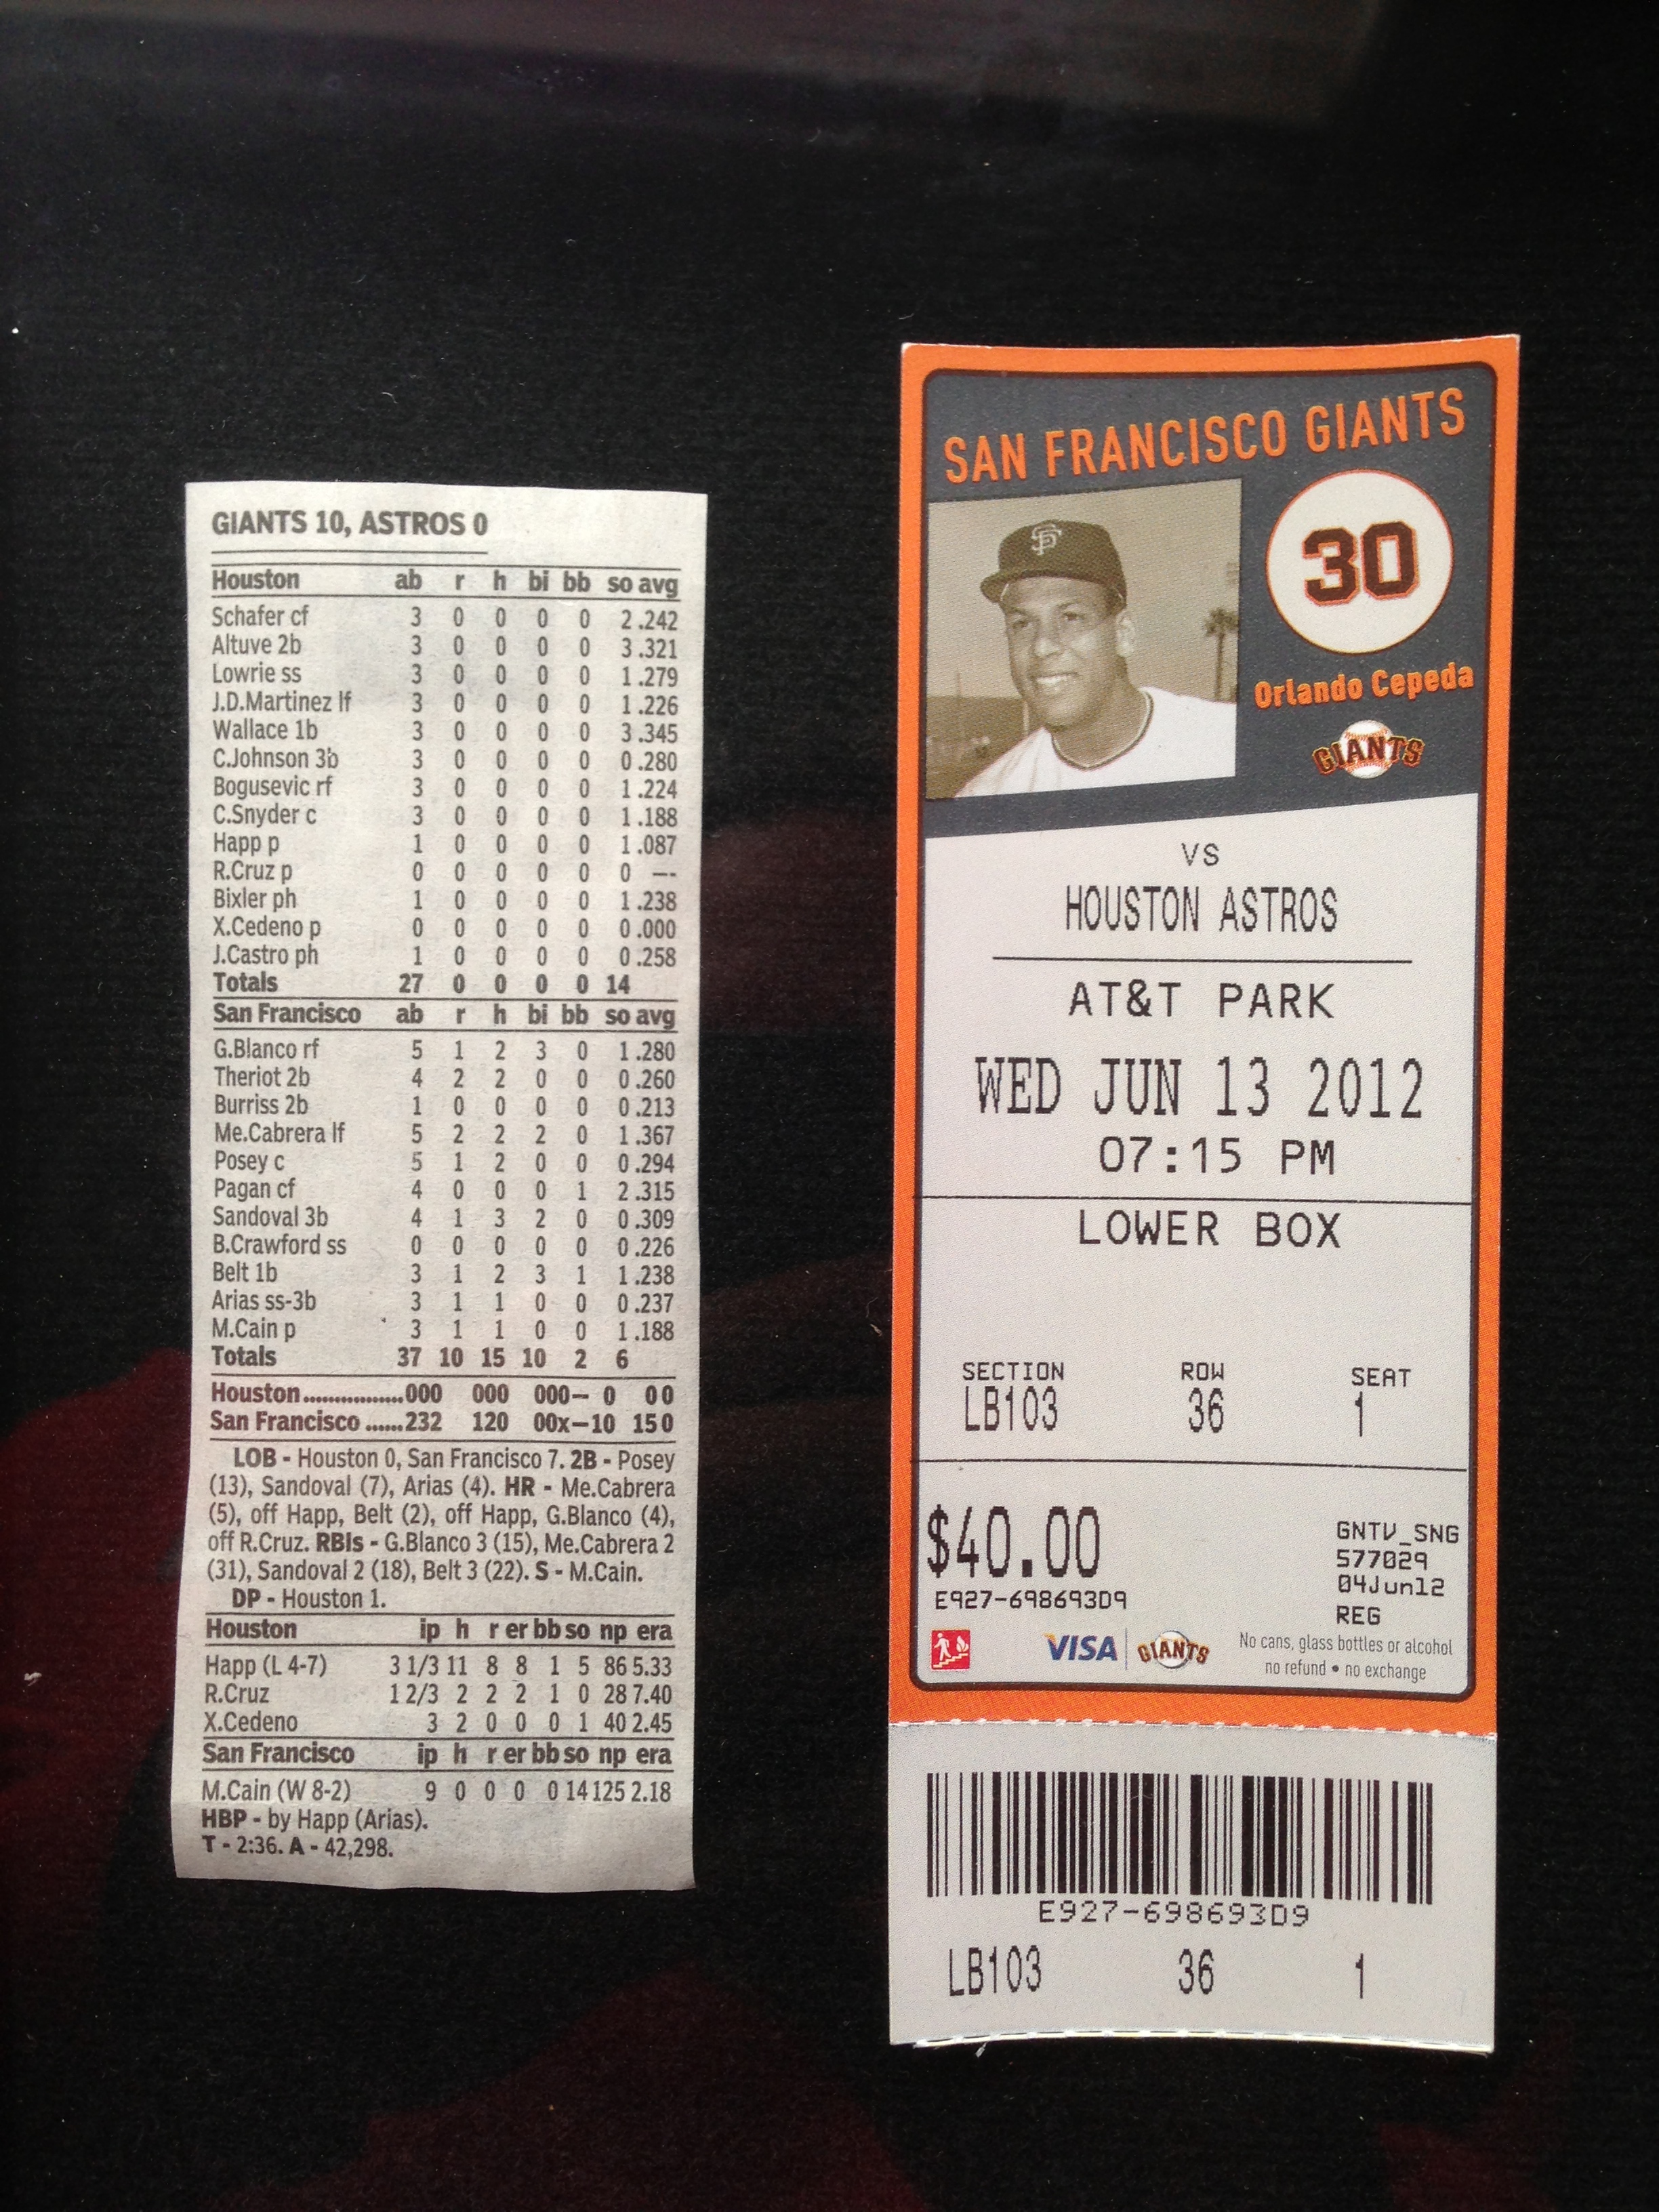 GIANTS 10, ASTROS 0
Houston ab r h bi bb so avg
Schafer cf 3 0 0 0 0 2 .242
Altuve 2b 3 0 0 0 0 3 .321
Lowrie ss 3 0 0 0 0 1 .279
J.D.Martinez lf 3 0 0 0 0 1 .226
Wallace 1b 3 0 0 0 0 3 .345
C.Johnson 3b 3 0 0 0 0 0 .280
Bogusevic rf 3 0 0 0 0 1 .224
C.Snyder c 3 0 0 0 0 1 .188
Happ p 1 0 0 0 0 1 .087
R.Cruz p 0 0 0 0 0 0 ---
Bixler ph 1 0 0 0 0 1 .238
X.Cedeno p 0 0 0 0 0 0 .000
J.Castro ph 1 0 0 0 0 0 .258
Totals 27 0 0 0 0 14
San Francisco ab r h bi bb so avg
G.Blanco rf 5 1 2 3 0 1 .280
Theriot 2b 4 2 2 0 0 0 .260
Burriss 2b 1 0 0 0 0 0 .213
Me.Cabrera lf 5 2 2 2 0 1 .367
Posey c 5 1 2 0 0 0 .294
Pagan cf 4 0 0 0 1 2 .315
Sandoval 3b 4 1 3 2 0 0 .309
B.Crawford ss 0 0 0 0 0 0 .226
Belt 1b 3 1 2 3 1 1 .238
Arias ss-3b 3 1 1 0 0 0 .237
M.Cain p 3 1 1 0 0 1 .188
Totals 37 10 15 10 2 6
Houston................000 000 000– 0 0 0
San Francisco ......232 120 00x–10 15 0
LOB - Houston 0, San Francisco 7. 2B - Posey
(13), Sandoval (7), Arias (4). HR - Me.Cabrera
(5), off Happ, Belt (2), off Happ, G.Blanco (4),
off R.Cruz. RBIs - G.Blanco 3 (15), Me.Cabrera 2
(31), Sandoval 2 (18), Belt 3 (22). S - M.Cain.
DP - Houston 1.
Houston ip h r er bb so np era
Happ (L 4-7) 3 1/3 11 8 8 1 5 86 5.33
R.Cruz 1 2/3 2 2 2 1 0 28 7.40
X.Cedeno 3 2 0 0 0 1 40 2.45
San Francisco ip h r er bb so np era
M.Cain (W 8-2) 9 0 0 0 0 14 125 2.18
HBP - by Happ (Arias).
T - 2:36. A - 42,298.
SAN FRANCISCO GIANTS
SF
30
Orlando Cepeda
GIANTS
VS
HOUSTON ASTROS
AT&T PARK
WED JUN 13 2012
07:15 PM
LOWER BOX
SECTION ROW SEAT
LB103 36 1
$40.00
E927-698693D9
GNTV_SNG
577029
04Jun12
REG
VISA GIANTS
No cans, glass bottles or alcohol
no refund • no exchange
E927-698693D9
LB103 36 1